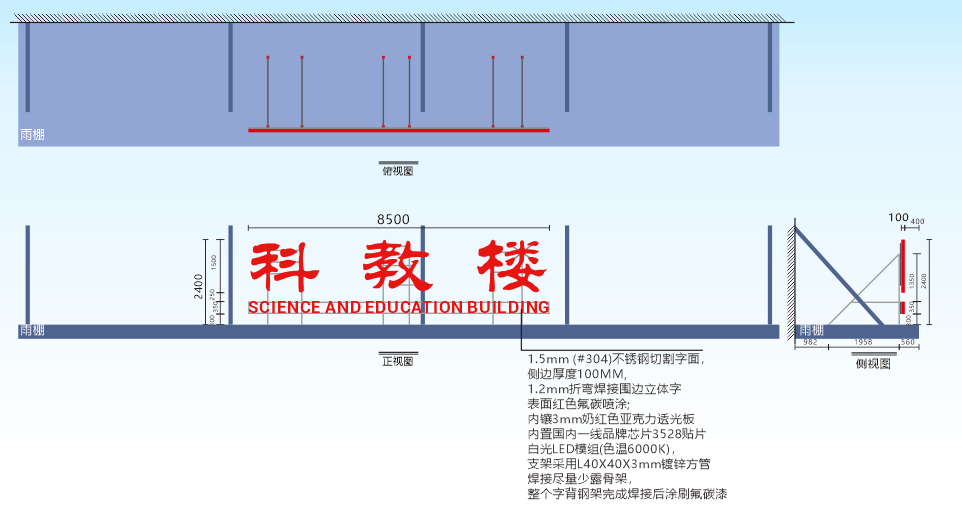 雨棚
俯视图
8500
100
400
科教楼
2400
1500
250
350
300
SCIENCE AND EDUCATION BUILDING
1350
350
300
2400
雨棚
雨棚
982
1958
560
正视图
侧视图
1.5mm (#304)不锈钢切割字面,
侧边厚度100MM,
1.2mm折弯焊接围边立体字
表面红色氟碳喷涂;
内镶3mm奶红色亚克力透光板
内置国内一线品牌芯片3528贴片
白光LED模组(色温6000K),
支架采用L40X40X3mm镀锌方管
焊接尽量少露骨架,
整个字背钢架完成焊接后涂刷氟碳漆